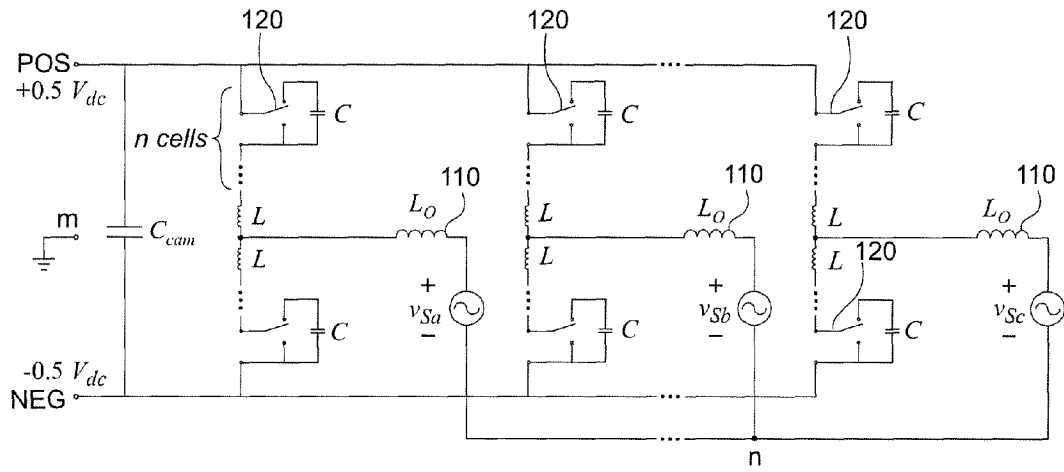 120 120 120
POS
+0.5 V_dc
n cells
C C C
110 110 110
L L_O L L_O L L_O
m
C_cam
L L L
120
+ + +
v_Sa v_Sb v_Sc
– – –
C C C
-0.5 V_dc
NEG
n